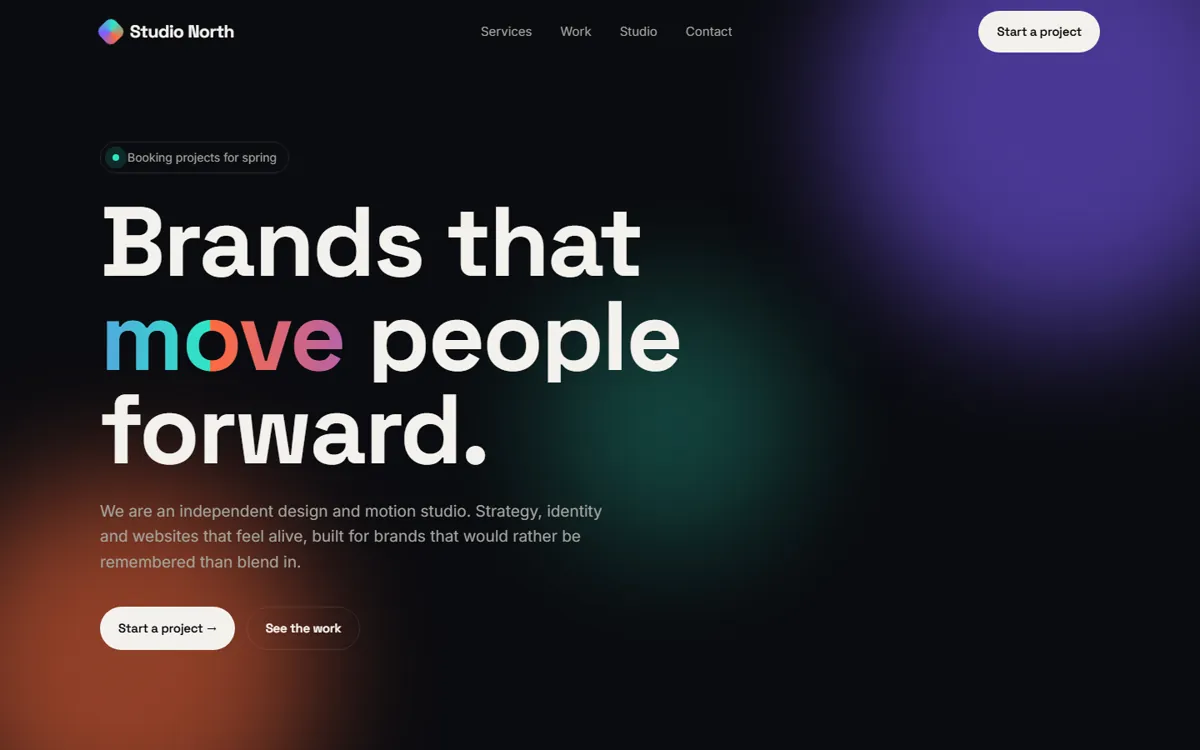 Studio North
Services
Work
Studio
Contact
Start a project
Booking projects for spring
Brands that
move people
forward.
We are an independent design and motion studio. Strategy, identity
and websites that feel alive, built for brands that would rather be
remembered than blend in.
Start a project →
See the work